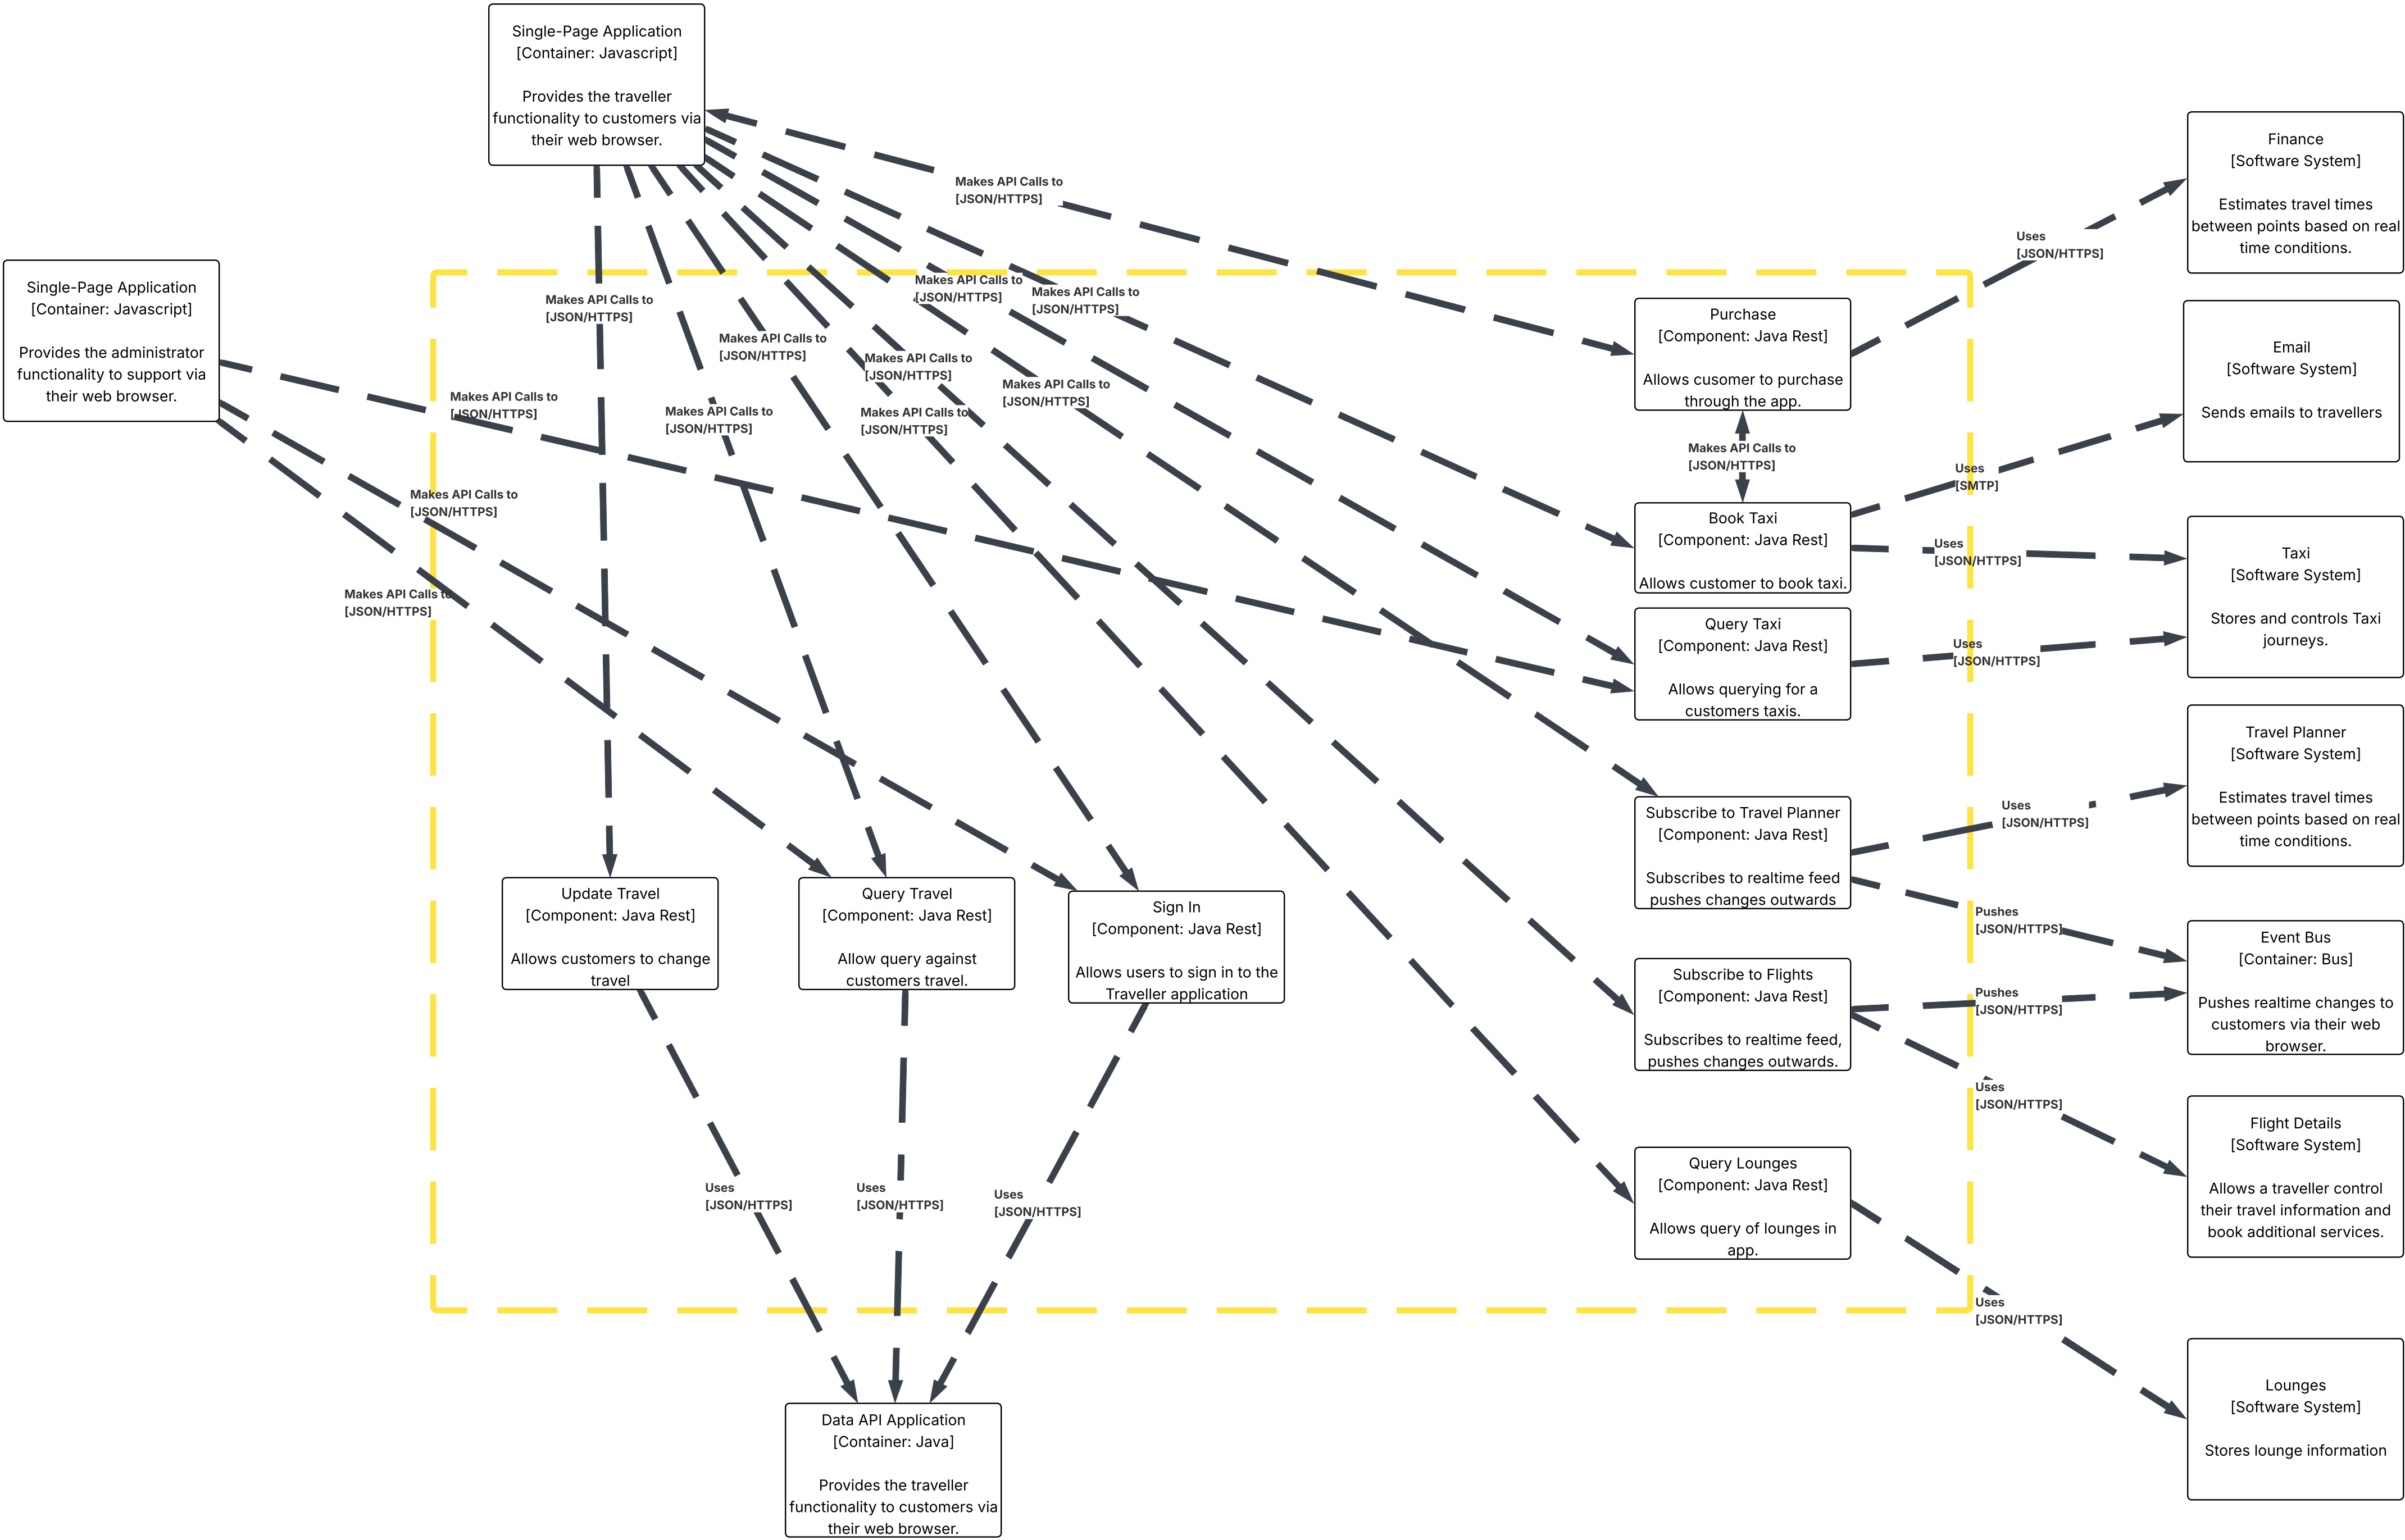 Single-Page Application
[Container: Javascript]
Provides the traveller
functionality to customers via
their web browser.
Single-Page Application
[Container: Javascript]
Provides the administrator
functionality to support via
their web browser.
Makes API Calls to
[JSON/HTTPS]
Makes API Calls to
[JSON/HTTPS]
Makes API Calls to
[JSON/HTTPS]
Makes API Calls to
[JSON/HTTPS]
Makes API Calls to
[JSON/HTTPS]
Makes API Calls to
[JSON/HTTPS]
Makes API Calls to
[JSON/HTTPS]
Makes API Calls to
[JSON/HTTPS]
Makes API Calls to
[JSON/HTTPS]
Makes API Calls to
[JSON/HTTPS]
Makes API Calls to
[JSON/HTTPS]
Makes API Calls to
[JSON/HTTPS]
Purchase
[Component: Java Rest]
Allows cusomer to purchase
through the app.
Makes API Calls to
[JSON/HTTPS]
Book Taxi
[Component: Java Rest]
Allows customer to book taxi.
Query Taxi
[Component: Java Rest]
Allows querying for a
customers taxis.
Subscribe to Travel Planner
[Component: Java Rest]
Subscribes to realtime feed
pushes changes outwards
Subscribe to Flights
[Component: Java Rest]
Subscribes to realtime feed,
pushes changes outwards.
Query Lounges
[Component: Java Rest]
Allows query of lounges in
app.
Update Travel
[Component: Java Rest]
Allows customers to change
travel
Query Travel
[Component: Java Rest]
Allow query against
customers travel.
Sign In
[Component: Java Rest]
Allows users to sign in to the
Traveller application
Uses
[JSON/HTTPS]
Uses
[JSON/HTTPS]
Uses
[JSON/HTTPS]
Data API Application
[Container: Java]
Provides the traveller
functionality to customers via
their web browser.
Uses
[JSON/HTTPS]
Uses
[SMTP]
Uses
[JSON/HTTPS]
Uses
[JSON/HTTPS]
Uses
[JSON/HTTPS]
Pushes
[JSON/HTTPS]
Pushes
[JSON/HTTPS]
Uses
[JSON/HTTPS]
Uses
[JSON/HTTPS]
Finance
[Software System]
Estimates travel times
between points based on real
time conditions.
Email
[Software System]
Sends emails to travellers
Taxi
[Software System]
Stores and controls Taxi
journeys.
Travel Planner
[Software System]
Estimates travel times
between points based on real
time conditions.
Event Bus
[Container: Bus]
Pushes realtime changes to
customers via their web
browser.
Flight Details
[Software System]
Allows a traveller control
their travel information and
book additional services.
Lounges
[Software System]
Stores lounge information